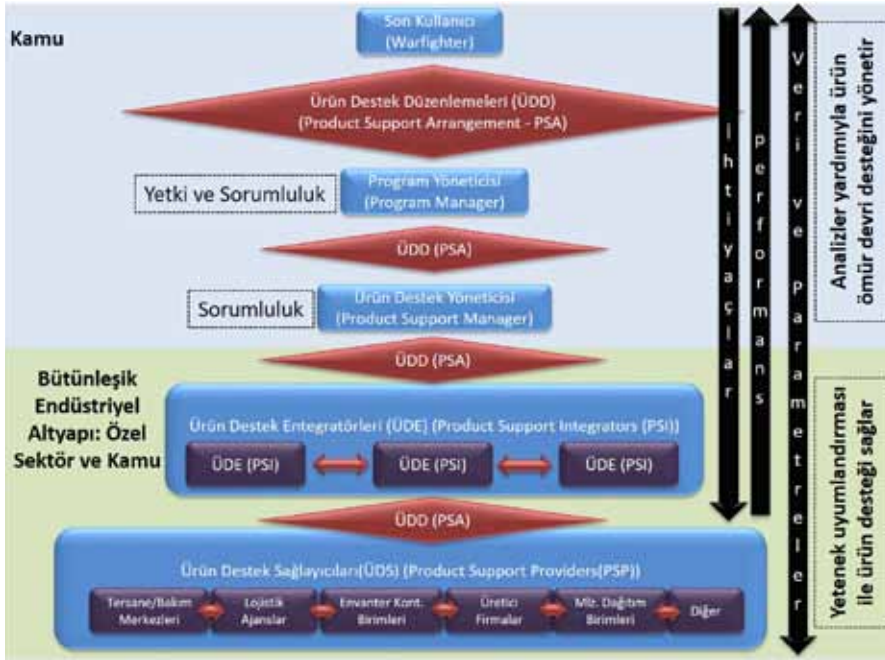 Kamu
Son Kullanıcı
(Warfighter)
Ürün Destek Düzenlemeleri (ÜDD)
(Product Support Arrangement - PSA)
Yetki ve Sorumluluk
Program Yöneticisi
(Program Manager)
ÜDD (PSA)
Sorumluluk
Ürün Destek Yöneticisi
(Product Support Manager)
ÜDD (PSA)
Bütünleşik
Endüstriyel
Altyapı: Özel
Sektör ve Kamu
Ürün Destek Entegratörleri (ÜDE) (Product Support Integrators (PSI))
ÜDE (PSI)
ÜDE (PSI)
ÜDE (PSI)
ÜDD (PSA)
Ürün Destek Sağlayıcıları(ÜDS) (Product Support Providers(PSP))
Tersane/Bakım
Merkezleri
Lojistik
Ajanslar
Envanter Kont.
Birimleri
Üretici
Firmalar
Mlz. Dağıtım
Birimleri
Diğer
ihtiyaçlar
performans
Veri ve parametreler
Analizler yardımıyla ürün
ömür devri desteğini yönetir
Yetenek uyumlandırması
ile ürün desteği sağlar